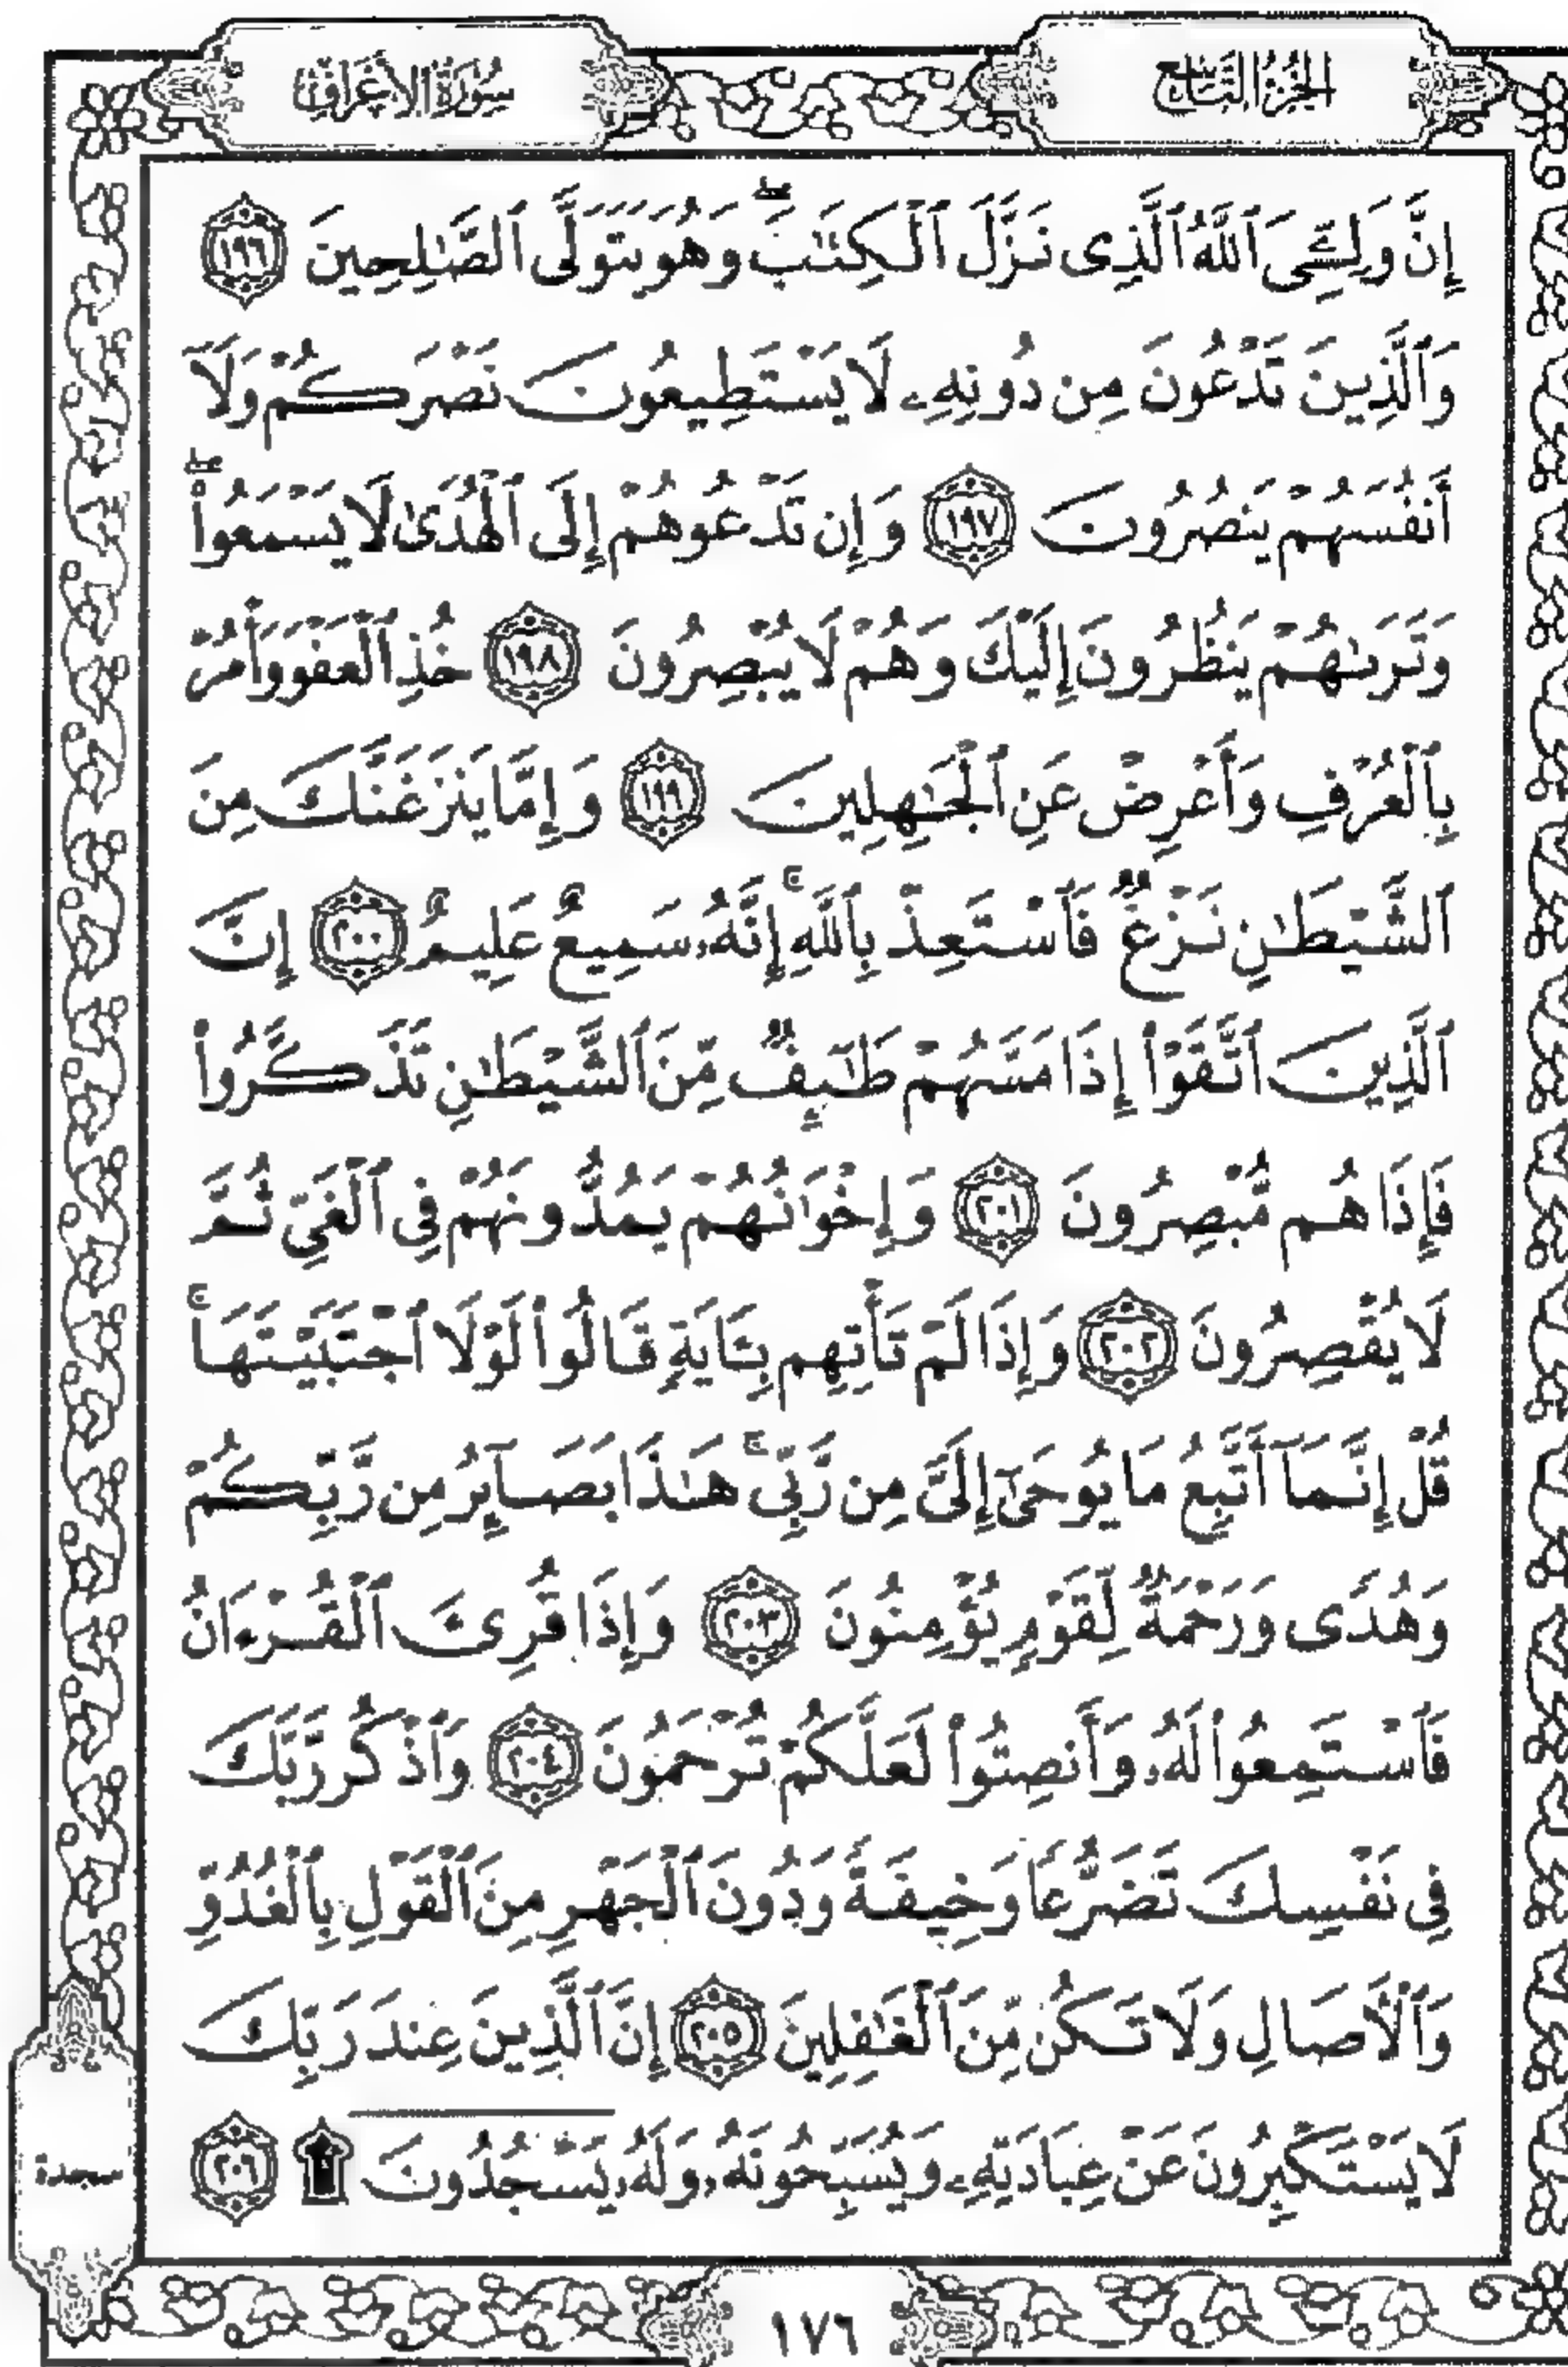 الجزء التاسع
سورة الأعراف
إِنَّ وَلِـِّۧىَ ٱللَّهُ ٱلَّذِى نَزَّلَ ٱلْكِتَـٰبَ ۖ وَهُوَ يَتَوَلَّى ٱلصَّـٰلِحِينَ ١٩٦
وَٱلَّذِينَ تَدْعُونَ مِن دُونِهِۦ لَا يَسْتَطِيعُونَ نَصْرَكُمْ وَلَآ
أَنفُسَهُمْ يَنصُرُونَ ١٩٧ وَإِن تَدْعُوهُمْ إِلَى ٱلْهُدَىٰ لَا يَسْمَعُوا۟ ۖ
وَتَرَىٰهُمْ يَنظُرُونَ إِلَيْكَ وَهُمْ لَا يُبْصِرُونَ ١٩٨ خُذِ ٱلْعَفْوَ وَأْمُرْ
بِٱلْعُرْفِ وَأَعْرِضْ عَنِ ٱلْجَـٰهِلِينَ ١٩٩ وَإِمَّا يَنزَغَنَّكَ مِنَ
ٱلشَّيْطَـٰنِ نَزْغٌ فَٱسْتَعِذْ بِٱللَّهِ ۚ إِنَّهُۥ سَمِيعٌ عَلِيمٌ ٢٠٠ إِنَّ
ٱلَّذِينَ ٱتَّقَوْا۟ إِذَا مَسَّهُمْ طَـٰٓئِفٌ مِّنَ ٱلشَّيْطَـٰنِ تَذَكَّرُوا۟
فَإِذَا هُم مُّبْصِرُونَ ٢٠١ وَإِخْوَٰنُهُمْ يَمُدُّونَهُمْ فِى ٱلْغَىِّ ثُمَّ
لَا يُقْصِرُونَ ٢٠٢ وَإِذَا لَمْ تَأْتِهِم بِـَٔايَةٍ قَالُوا۟ لَوْلَا ٱجْتَبَيْتَهَا ۚ
قُلْ إِنَّمَآ أَتَّبِعُ مَا يُوحَىٰٓ إِلَىَّ مِن رَّبِّى ۚ هَـٰذَا بَصَآئِرُ مِن رَّبِّكُمْ
وَهُدًى وَرَحْمَةٌ لِّقَوْمٍ يُؤْمِنُونَ ٢٠٣ وَإِذَا قُرِئَ ٱلْقُرْءَانُ
فَٱسْتَمِعُوا۟ لَهُۥ وَأَنصِتُوا۟ لَعَلَّكُمْ تُرْحَمُونَ ٢٠٤ وَٱذْكُر رَّبَّكَ
فِى نَفْسِكَ تَضَرُّعًا وَخِيفَةً وَدُونَ ٱلْجَهْرِ مِنَ ٱلْقَوْلِ بِٱلْغُدُوِّ
وَٱلْـَٔاصَالِ وَلَا تَكُن مِّنَ ٱلْغَـٰفِلِينَ ٢٠٥ إِنَّ ٱلَّذِينَ عِندَ رَبِّكَ
لَا يَسْتَكْبِرُونَ عَنْ عِبَادَتِهِۦ وَيُسَبِّحُونَهُۥ وَلَهُۥ يَسْجُدُونَ ۩ ٢٠٦
سجدة
١٧٦